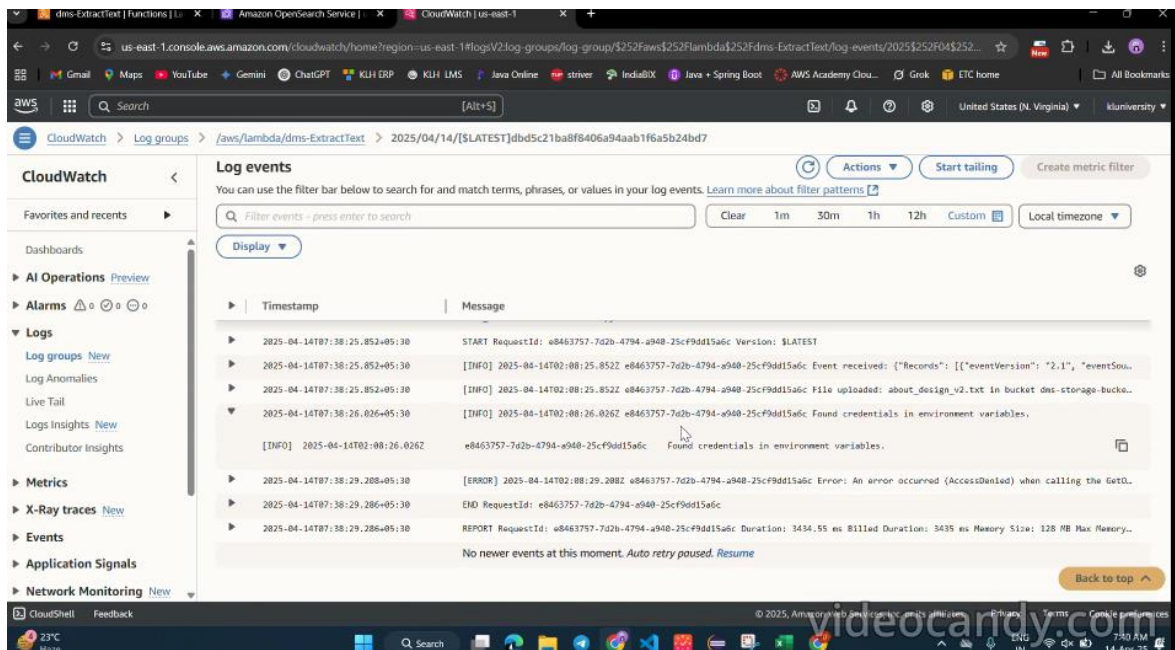 dms-ExtractText | Functions | La
Amazon OpenSearch Service |
CloudWatch | us-east-1
us-east-1.console.aws.amazon.com/cloudwatch/home?region=us-east-1#logsV2:log-groups/log-group/$252Faws$252Flambda$252Fdms-ExtractText/log-events/2025$252F04$252...
New
Gmail Maps YouTube Gemini ChatGPT KLH ERP KLH LMS Java Online striver IndiaBIX Java + Spring Boot AWS Academy Clou... Grok ETC home All Bookmarks
aws Search [Alt+S] United States (N. Virginia) ▼ kluniversity ▼
CloudWatch > Log groups > /aws/lambda/dms-ExtractText > 2025/04/14/[$LATEST]dbd5c21ba8f8406a94aab1f6a5b24bd7
CloudWatch
Favorites and recents
Dashboards
AI Operations Preview
Alarms 0 0 0
Logs
Log groups New
Log Anomalies
Live Tail
Logs Insights New
Contributor Insights
Metrics
X-Ray traces New
Events
Application Signals
Network Monitoring New
Log events
Actions ▼ Start tailing Create metric filter
You can use the filter bar below to search for and match terms, phrases, or values in your log events. Learn more about filter patterns
Filter events - press enter to search
Clear 1m 30m 1h 12h Custom Local timezone ▼
Display ▼
Timestamp Message
2025-04-14T07:38:25.852+05:30 START RequestId: e8463757-7d2b-4794-a940-25cf9dd15a6c Version: $LATEST
2025-04-14T07:38:25.852+05:30 [INFO] 2025-04-14T02:08:25.852Z e8463757-7d2b-4794-a940-25cf9dd15a6c Event received: {"Records": [{"eventVersion": "2.1", "eventSou…
2025-04-14T07:38:25.852+05:30 [INFO] 2025-04-14T02:08:25.852Z e8463757-7d2b-4794-a940-25cf9dd15a6c File uploaded: about_design_v2.txt in bucket dms-storage-bucke…
2025-04-14T07:38:26.026+05:30 [INFO] 2025-04-14T02:08:26.026Z e8463757-7d2b-4794-a940-25cf9dd15a6c Found credentials in environment variables.
[INFO] 2025-04-14T02:08:26.026Z e8463757-7d2b-4794-a940-25cf9dd15a6c Found credentials in environment variables.
2025-04-14T07:38:29.208+05:30 [ERROR] 2025-04-14T02:08:29.208Z e8463757-7d2b-4794-a940-25cf9dd15a6c Error: An error occurred (AccessDenied) when calling the GetO…
2025-04-14T07:38:29.286+05:30 END RequestId: e8463757-7d2b-4794-a940-25cf9dd15a6c
2025-04-14T07:38:29.286+05:30 REPORT RequestId: e8463757-7d2b-4794-a940-25cf9dd15a6c Duration: 3434.55 ms Billed Duration: 3435 ms Memory Size: 128 MB Max Memory…
No newer events at this moment. Auto retry paused. Resume
Back to top
CloudShell Feedback © 2025, Amazon Web Services, Inc. or its affiliates. Privacy Terms Cookie preferences
videocandy.com
4 23°C
Haze
Search
ENG
IN
7:40 AM
14-Apr-25